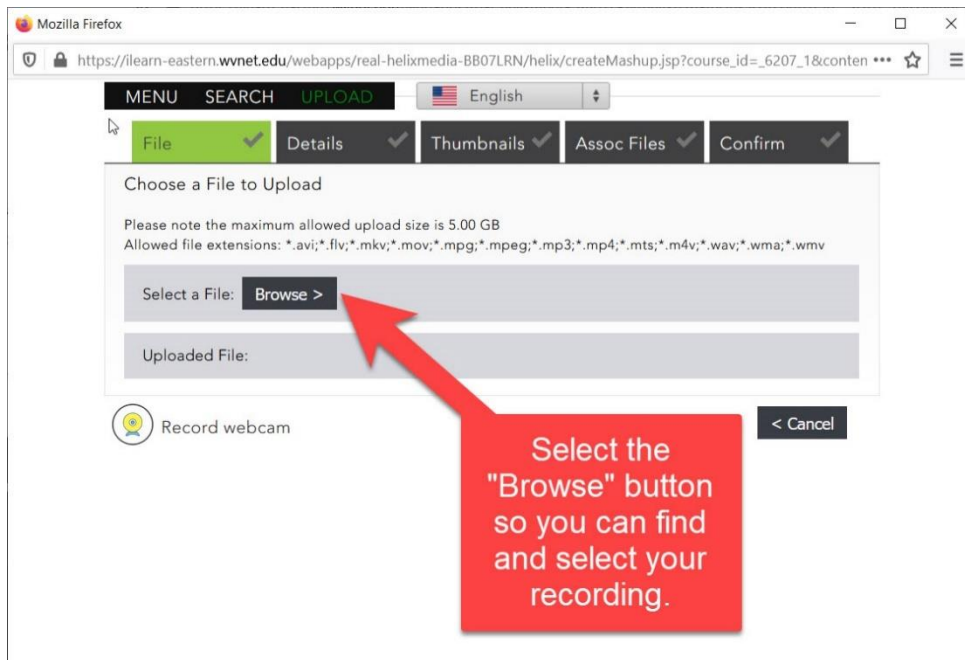 Mozilla Firefox
https://ilearn-eastern.wvnet.edu/webapps/real-helixmedia-BB07LRN/helix/createMashup.jsp?course_id=_6207_1&conten
MENU SEARCH UPLOAD English
File Details Thumbnails Assoc Files Confirm
Choose a File to Upload
Please note the maximum allowed upload size is 5.00 GB
Allowed file extensions: *.avi;*.flv;*.mkv;*.mov;*.mpg;*.mpeg;*.mp3;*.mp4;*.mts;*.m4v;*.wav;*.wma;*.wmv
Select a File: Browse >
Uploaded File:
Record webcam
< Cancel
Select the
"Browse" button
so you can find
and select your
recording.